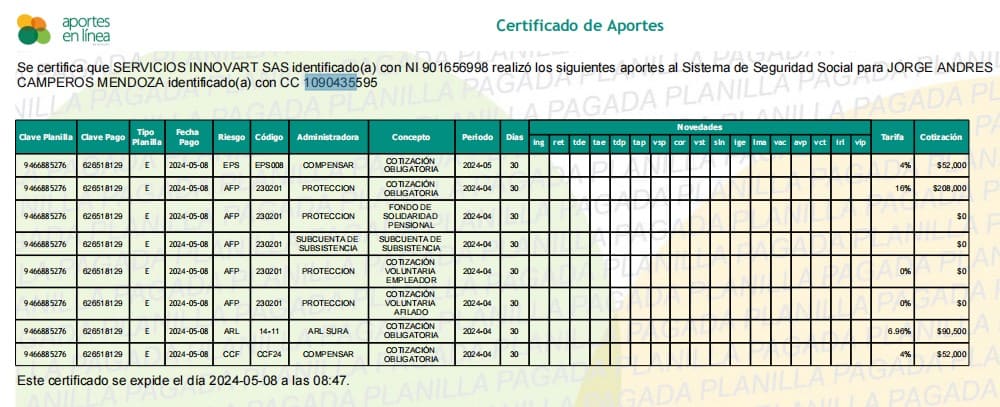 aportes
en línea
Certificado de Aportes
Se certifica que SERVICIOS INNOVART SAS identificado(a) con NI 901656998 realizó los siguientes aportes al Sistema de Seguridad Social para JORGE ANDRES
CAMPEROS MENDOZA identificado(a) con CC 1090435595
Clave Planilla Clave Pago Tipo Planilla Fecha Pago Riesgo Código Administradora Concepto Periodo Días Novedades Tarifa Cotización
ing ret tde tae tdp tap vsp cor vst sln ige lma vac avp vct irl vip
9466885276 626518129 E 2024-05-08 EPS EPS008 COMPENSAR COTIZACIÓN OBLIGATORIA 2024-05 30 4% $52,000
9466885276 626518129 E 2024-05-08 AFP 230201 PROTECCION COTIZACIÓN OBLIGATORIA 2024-04 30 16% $208,000
9466885276 626518129 E 2024-05-08 AFP 230201 PROTECCION FONDO DE SOLIDARIDAD PENSIONAL 2024-04 30 $0
9466885276 626518129 E 2024-05-08 AFP 230201 SUBCUENTA DE SUBSISTENCIA SUBCUENTA DE SUBSISTENCIA 2024-04 30 $0
9466885276 626518129 E 2024-05-08 AFP 230201 PROTECCION COTIZACIÓN VOLUNTARIA EMPLEADOR 2024-04 30 0% $0
9466885276 626518129 E 2024-05-08 AFP 230201 PROTECCION COTIZACIÓN VOLUNTARIA AFILADO 2024-04 30 0% $0
9466885276 626518129 E 2024-05-08 ARL 14-11 ARL SURA COTIZACIÓN OBLIGATORIA 2024-04 30 6.96% $90,500
9466885276 626518129 E 2024-05-08 CCF CCF24 COMPENSAR COTIZACIÓN OBLIGATORIA 2024-04 30 4% $52,000
Este certificado se expide el día 2024-05-08 a las 08:47.
PLANILLA PAGADA